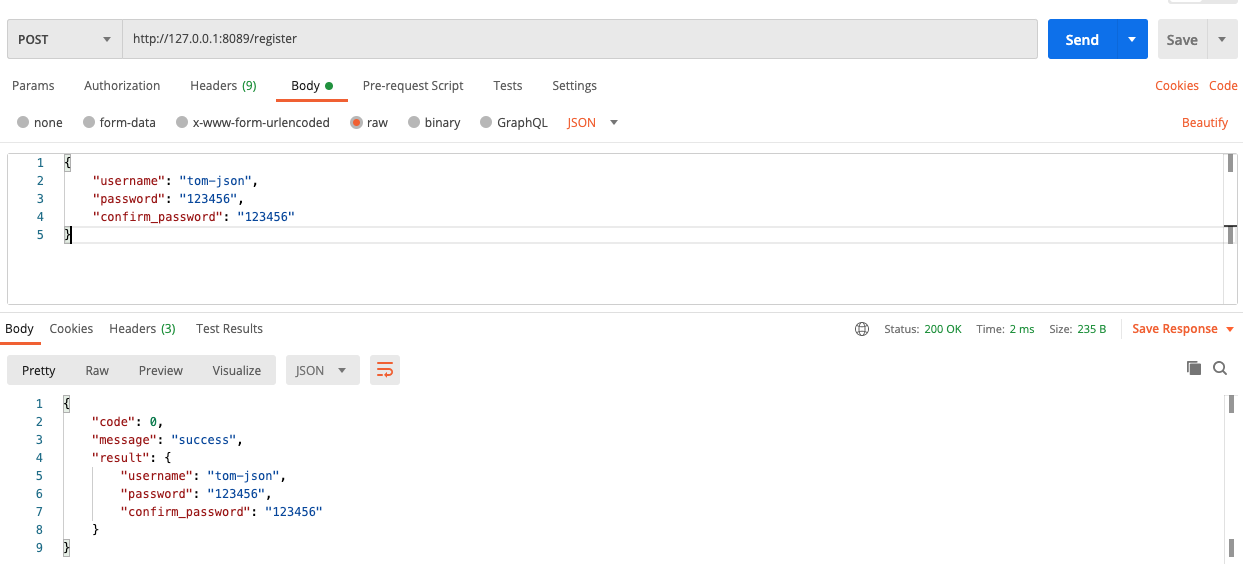 POST http://127.0.0.1:8089/register Send Save
Params Authorization Headers (9) Body Pre-request Script Tests Settings Cookies Code
none form-data x-www-form-urlencoded raw binary GraphQL JSON Beautify
1 {
2 "username": "tom-json",
3 "password": "123456",
4 "confirm_password": "123456"
5 }
Body Cookies Headers (3) Test Results Status: 200 OK Time: 2 ms Size: 235 B Save Response
Pretty Raw Preview Visualize JSON
1 {
2 "code": 0,
3 "message": "success",
4 "result": {
5 "username": "tom-json",
6 "password": "123456",
7 "confirm_password": "123456"
8 }
9 }